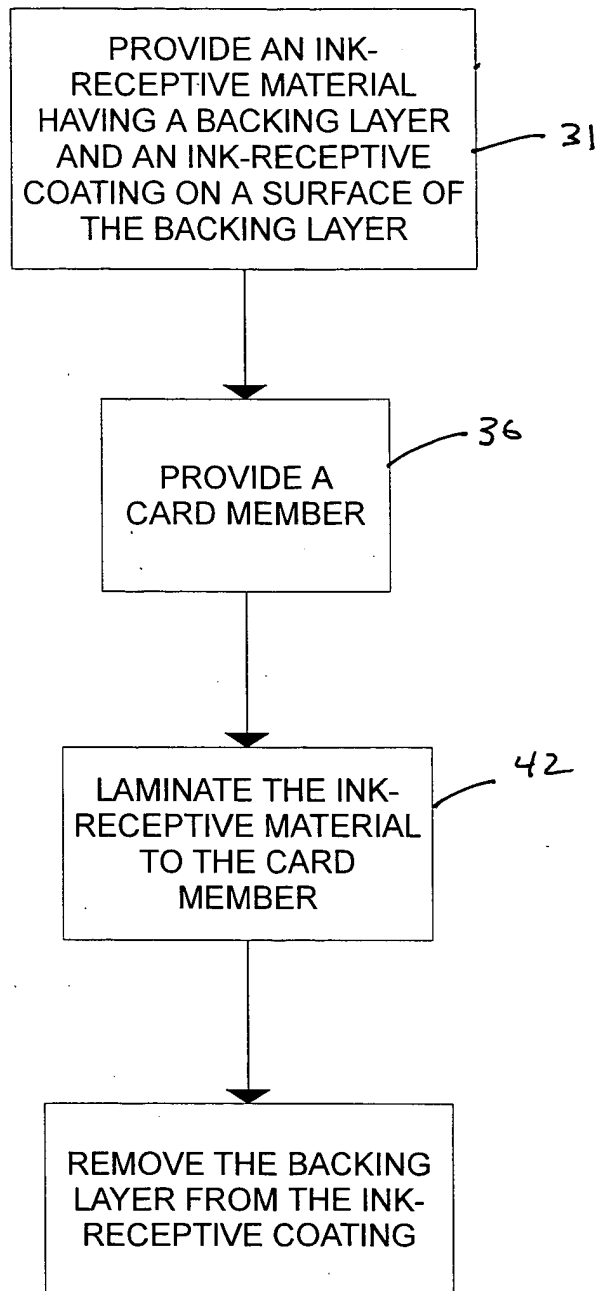 PROVIDE AN INK-
RECEPTIVE MATERIAL
HAVING A BACKING LAYER
AND AN INK-RECEPTIVE
COATING ON A SURFACE OF
THE BACKING LAYER
31
PROVIDE A
CARD MEMBER
36
LAMINATE THE INK-
RECEPTIVE MATERIAL
TO THE CARD
MEMBER
42
REMOVE THE BACKING
LAYER FROM THE INK-
RECEPTIVE COATING